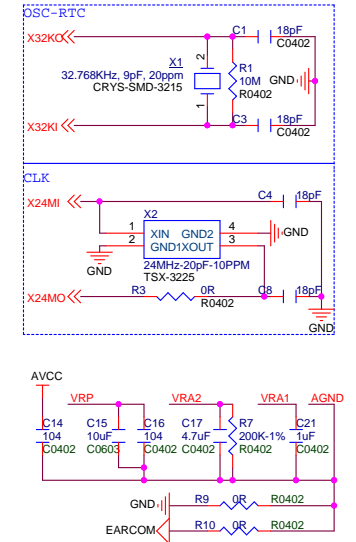 OSC-RTC
X32KO
C1 18pF
C0402
X1
2
32.768KHz, 9pF, 20ppm
CRYS-SMD-3215
R1
10M
R0402
GND
1
X32KI
C3 18pF
C0402
CLK
X24MI
C4 18pF
X2
1 XIN GND2 4
2 GND1 XOUT 3
GND
GND
24MHz-20pF-10PPM
TSX-3225
X24MO
R3 0R
R0402
C8 18pF
GND
AVCC
VRP VRA2 VRA1 AGND
C14 C15 C16 C17 R7 C21
104 10uF 104 4.7uF 200K-1% 1uF
C0402 C0603 C0402 C0402 R0402 C0402
GND R9 0R R0402
EARCOM R10 0R R0402